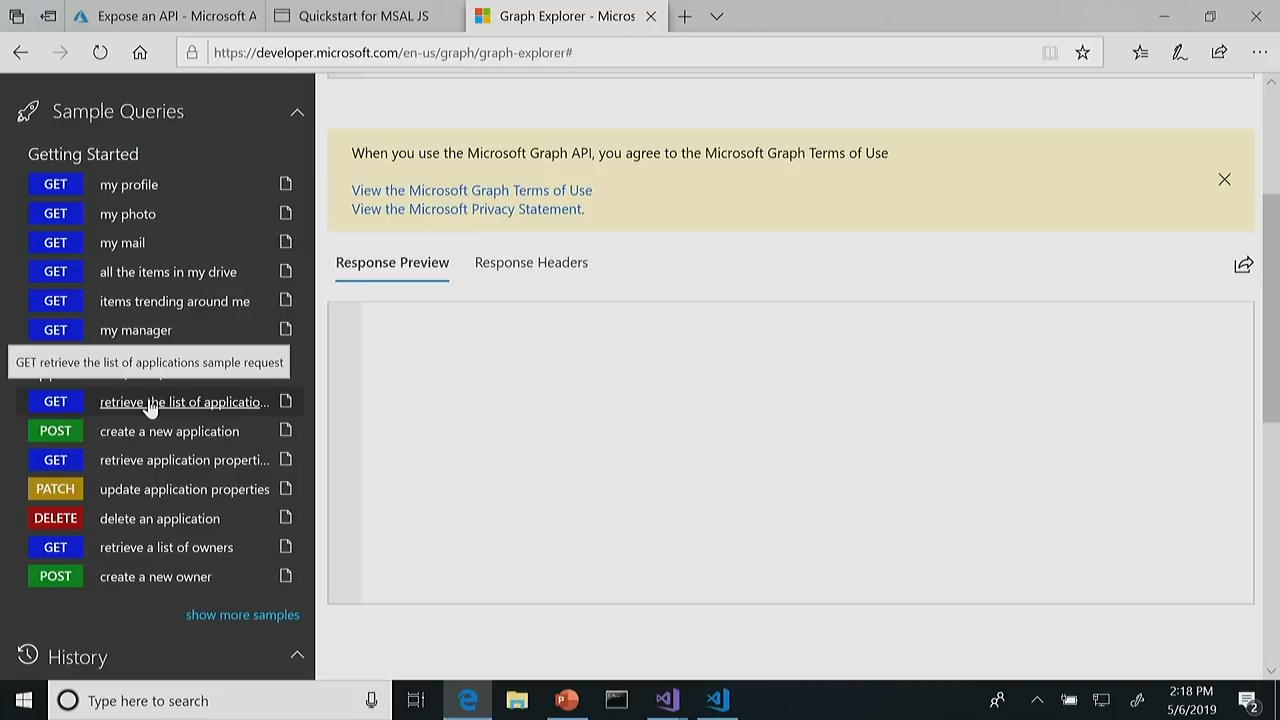 Expose an API - Microsoft A
Quickstart for MSAL JS
Graph Explorer - Micros
https://developer.microsoft.com/en-us/graph/graph-explorer#
Sample Queries
Getting Started
GET my profile
GET my photo
GET my mail
GET all the items in my drive
GET items trending around me
GET my manager
GET retrieve the list of applications sample request
GET retrieve the list of applicatio...
POST create a new application
GET retrieve application properti...
PATCH update application properties
DELETE delete an application
GET retrieve a list of owners
POST create a new owner
show more samples
History
When you use the Microsoft Graph API, you agree to the Microsoft Graph Terms of Use
View the Microsoft Graph Terms of Use
View the Microsoft Privacy Statement.
Response Preview
Response Headers
Type here to search
2:18 PM
5/6/2019
2